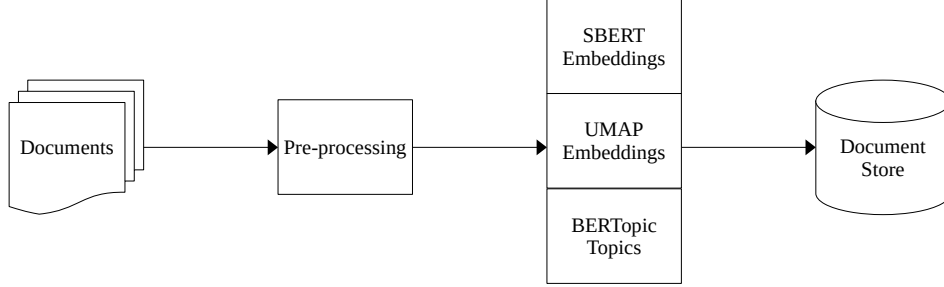 Documents
Pre-processing
SBERT
Embeddings
UMAP
Embeddings
BERTopic
Topics
Document
Store